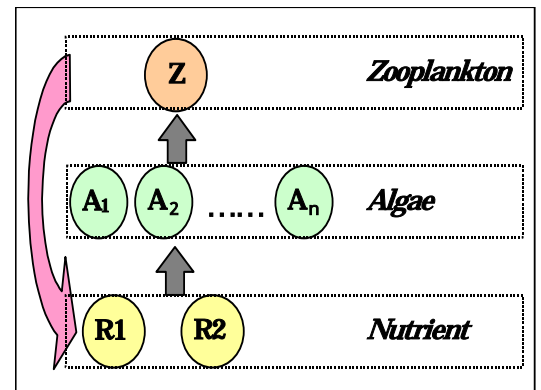 Z Zooplankton
A1 A2 ...... An Algae
R1 R2 Nutrient